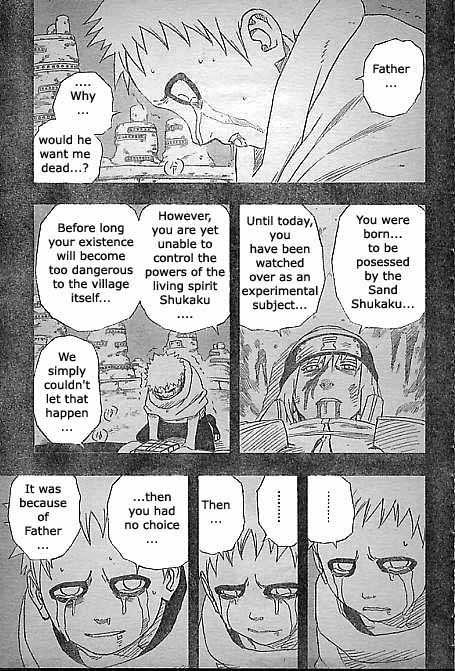 Father
...
....
Why
...
would he
want me
dead...?
You were
born...
to be
posessed
by the
Sand
Shukaku...
Until today,
you
have been
watched
over as an
experimental
subject...
However,
you are yet
unable to
control the
powers of the
living spirit
Shukaku
....
Before long
your existence
will become
too dangerous
to the village
itself...
We
simply
couldn't
let that
happen
...
.........
.........
Then
...
...then
you had
no choice
...
It was
because
of
Father
...